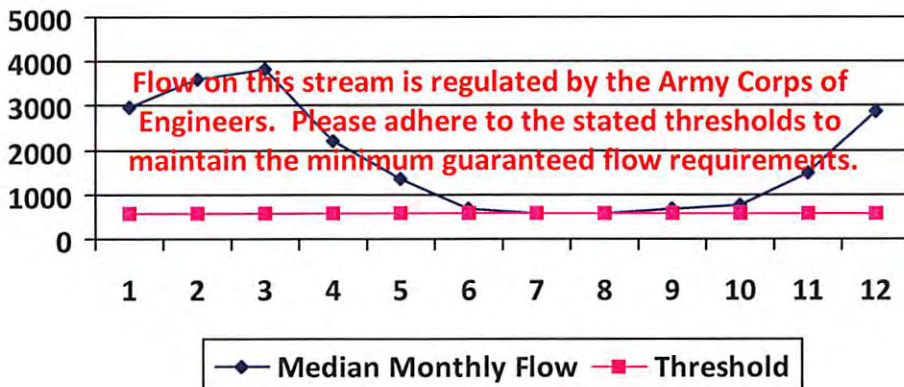 5000
4000
3000
2000
1000
0
Flow on this stream is regulated by the Army Corps of
Engineers. Please adhere to the stated thresholds to
maintain the minimum guaranteed flow requirements.
1 2 3 4 5 6 7 8 9 10 11 12
Median Monthly Flow Threshold